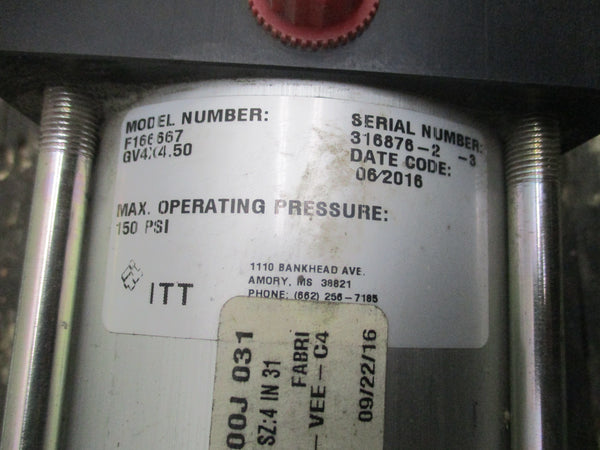 MODEL NUMBER:
F166667
GV4X4.50
SERIAL NUMBER:
316876-2 -3
DATE CODE:
06/2016
MAX. OPERATING PRESSURE:
150 PSI
ITT
1110 BANKHEAD AVE.
AMORY, MS 38821
PHONE: (662) 256-7185
00J 031
SZ:4 IN 31
FABRI
- VEE-C4
09/22/16